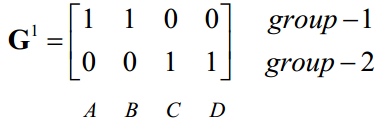 G¹ = [1 1 0 0] group – 1
[0 0 1 1] group – 2
A B C D